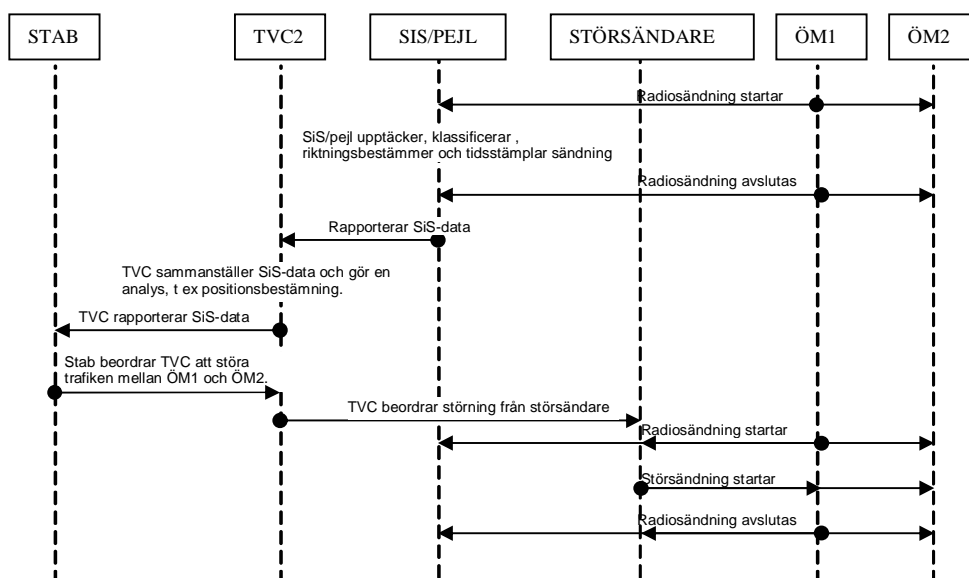 STAB
TVC2
SIS/PEJL
STÖRSÄNDARE
ÖM1
ÖM2
Radiosändning startar
SiS/pejl upptäcker, klassificerar ,
riktningsbestämmer och tidsstämplar sändning
Radiosändning avslutas
Rapporterar SiS-data
TVC sammanställer SiS-data och gör en
analys, t ex positionsbestämning.
TVC rapporterar SiS-data
Stab beordrar TVC att störa
trafiken mellan ÖM1 och ÖM2.
TVC beordrar störning från störsändare
Radiosändning startar
Störsändning startar
Radiosändning avslutas